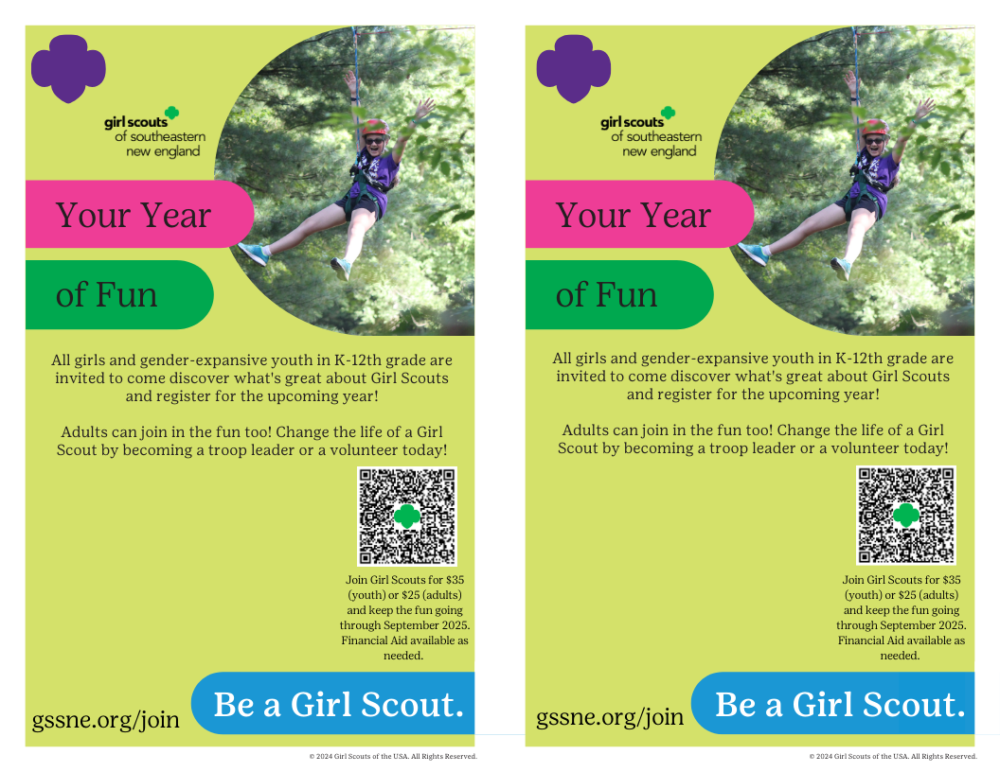 girl scouts
of southeastern
new england
Your Year
of Fun
All girls and gender-expansive youth in K-12th grade are
invited to come discover what's great about Girl Scouts
and register for the upcoming year!
Adults can join in the fun too! Change the life of a Girl
Scout by becoming a troop leader or a volunteer today!
Join Girl Scouts for $35
(youth) or $25 (adults)
and keep the fun going
through September 2025.
Financial Aid available as
needed.
Be a Girl Scout.
gssne.org/join
© 2024 Girl Scouts of the USA. All Rights Reserved.
girl scouts
of southeastern
new england
Your Year
of Fun
All girls and gender-expansive youth in K-12th grade are
invited to come discover what's great about Girl Scouts
and register for the upcoming year!
Adults can join in the fun too! Change the life of a Girl
Scout by becoming a troop leader or a volunteer today!
Join Girl Scouts for $35
(youth) or $25 (adults)
and keep the fun going
through September 2025.
Financial Aid available as
needed.
Be a Girl Scout.
gssne.org/join
© 2024 Girl Scouts of the USA. All Rights Reserved.